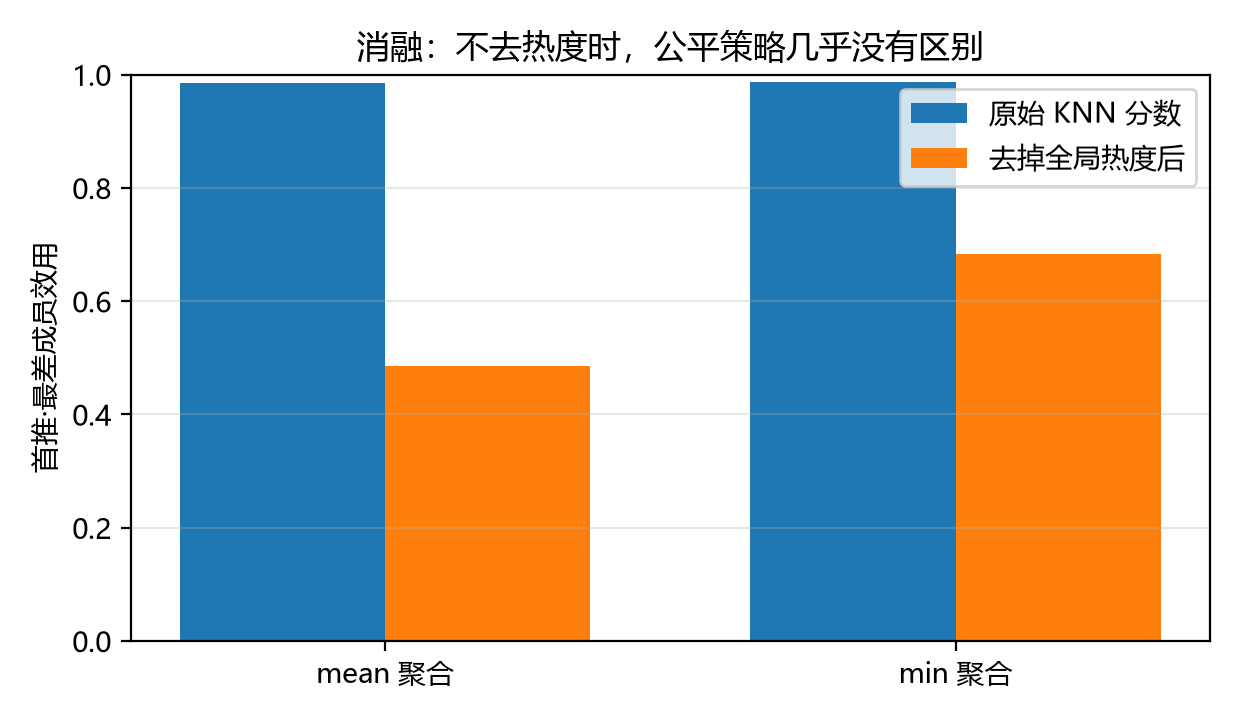 消融：不去热度时，公平策略几乎没有区别
首推·最差成员效用
1.0
0.8
0.6
0.4
0.2
0.0
原始 KNN 分数
去掉全局热度后
mean 聚合
min 聚合